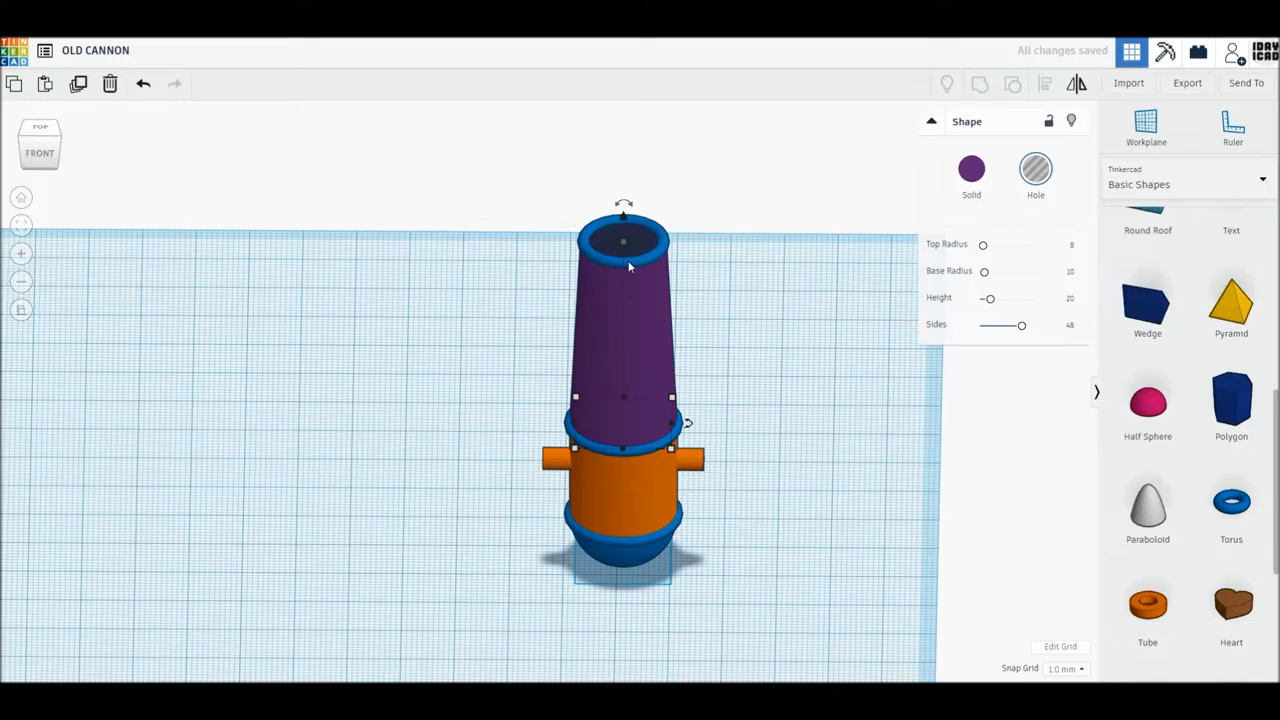 TIN
KER
CAD
OLD CANNON
All changes saved
1DAY
1CAD
Import
Export
Send To
TOP
FRONT
Shape
Solid
Hole
Top Radius 8
Base Radius 10
Height 20
Sides 48
Workplane
Ruler
Tinkercad
Basic Shapes
Round Roof
Text
Wedge
Pyramid
Half Sphere
Polygon
Paraboloid
Torus
Tube
Heart
Edit Grid
Snap Grid 1.0 mm